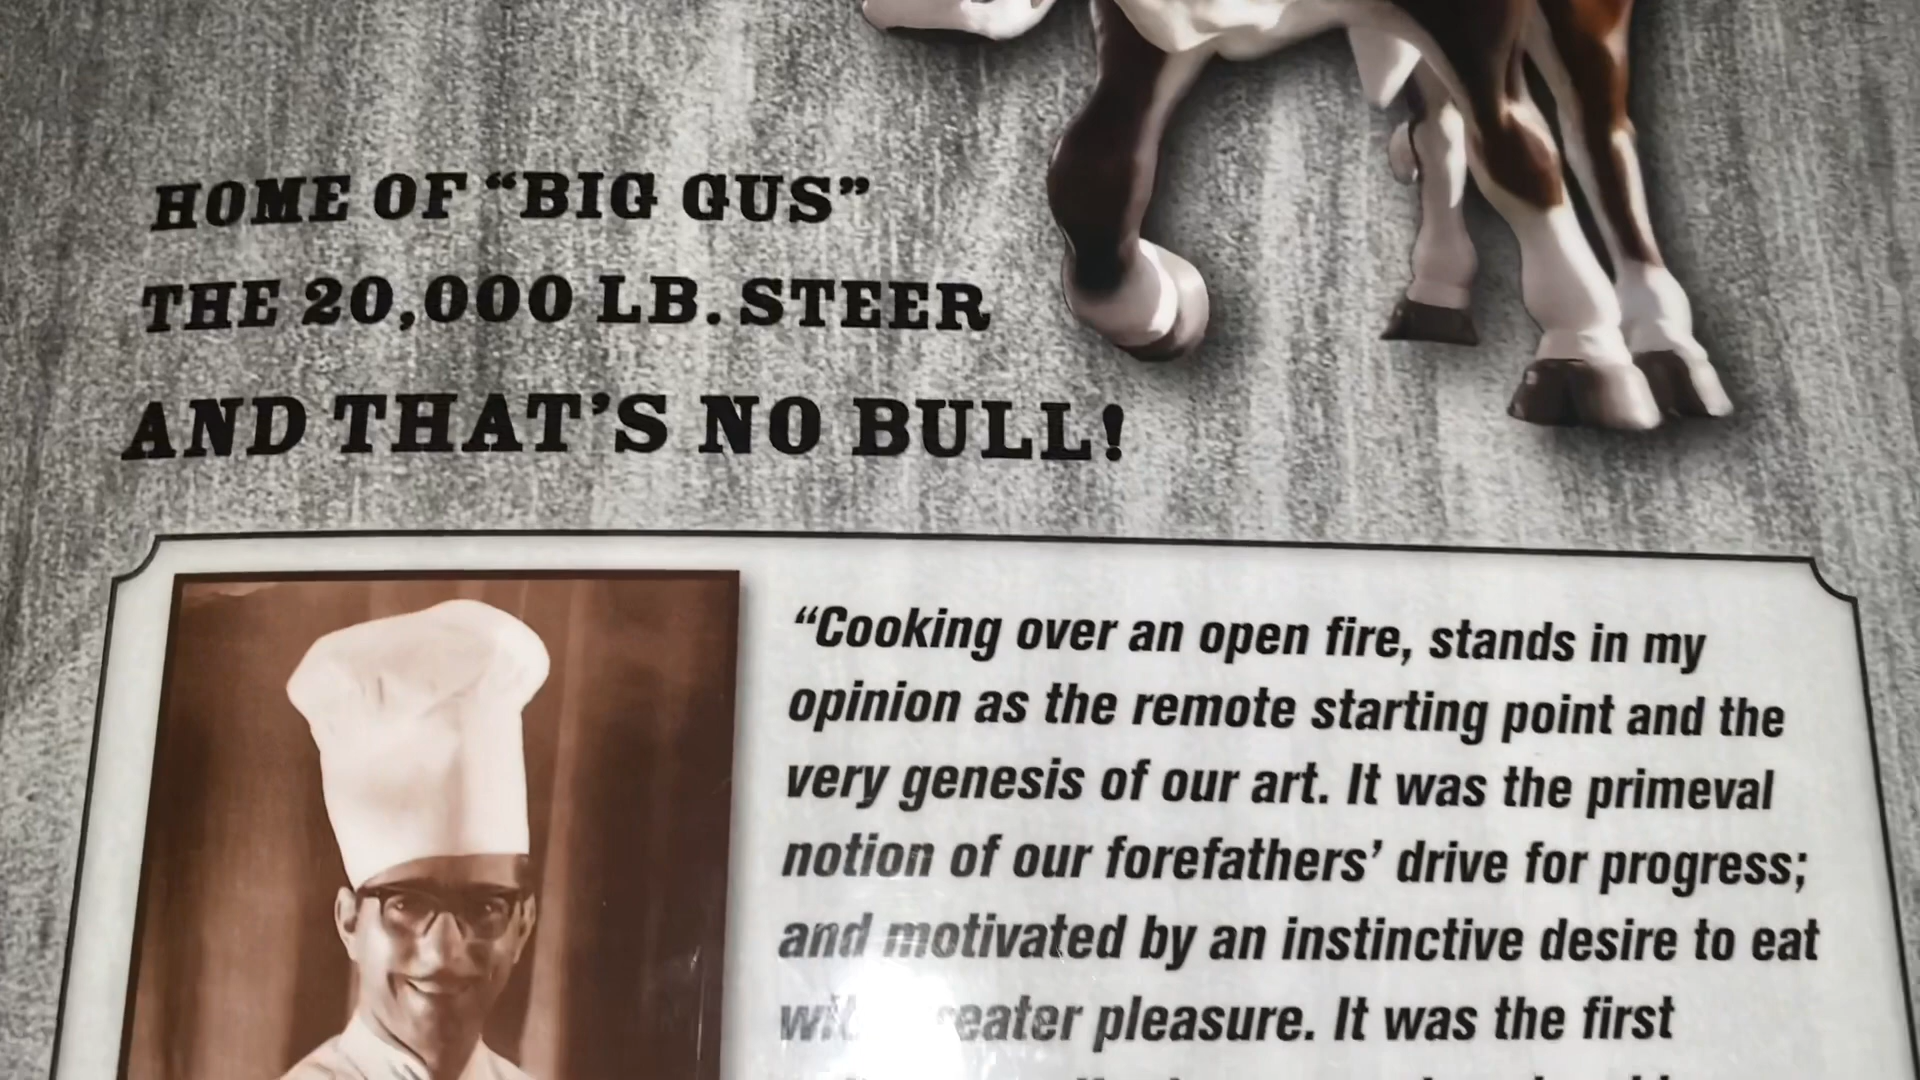 HOME OF “BIG GUS”
THE 20,000 LB. STEER
AND THAT’S NO BULL!
“Cooking over an open fire, stands in my
opinion as the remote starting point and the
very genesis of our art. It was the primeval
notion of our forefathers’ drive for progress;
and motivated by an instinctive desire to eat
pleasure. It was the first